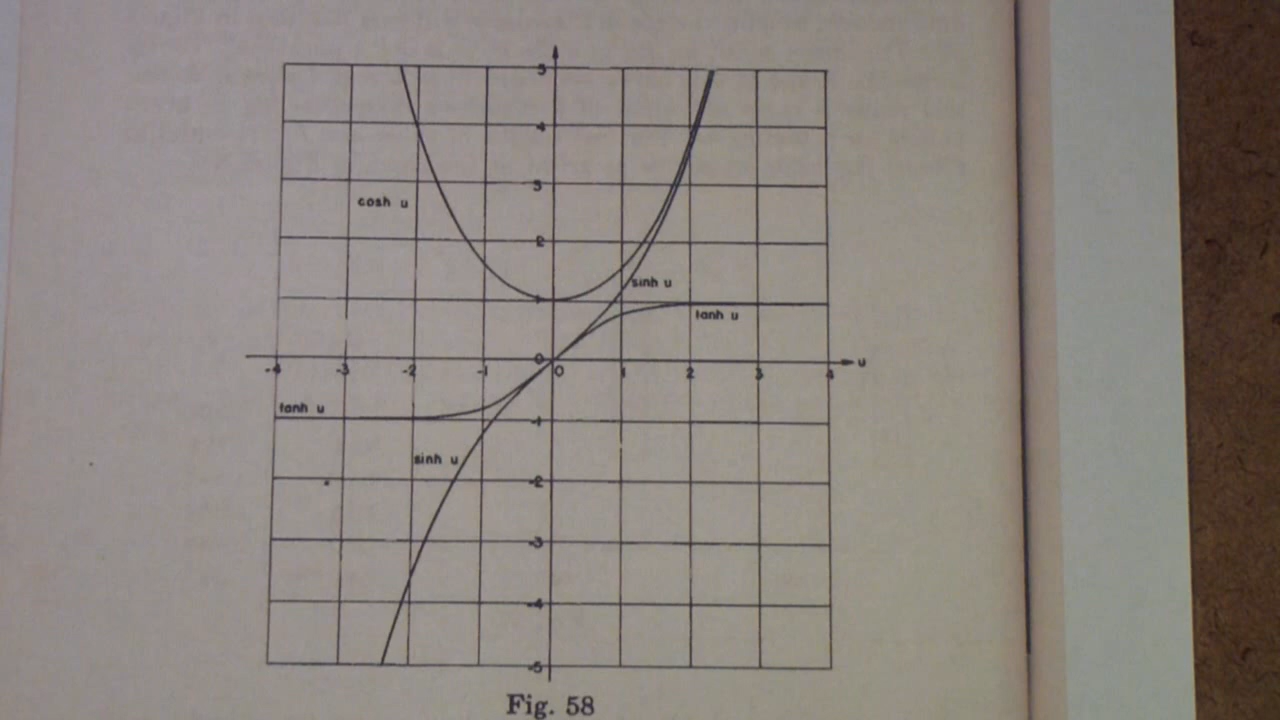 5
4
cosh u
3
2
sinh u
1
tanh u
0
u
-4 -3 -2 -1 0 1 2 3 4
tanh u
-1
sinh u
-2
-3
-4
-5
Fig. 58